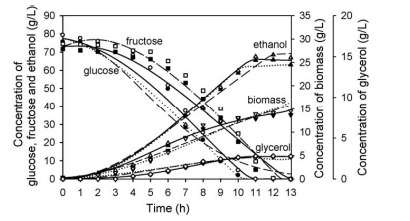 90
80
70
60
50
40
30
20
10
0
Concentration of
glucose, fructose and ethanol (g/L)
fructose
glucose
ethanol
biomass
glycerol
35
30
25
20
15
10
5
0
Concentration of biomass (g/L)
20
15
10
5
0
Concentration of glycerol (g/L)
0 1 2 3 4 5 6 7 8 9 10 11 12 13
Time (h)